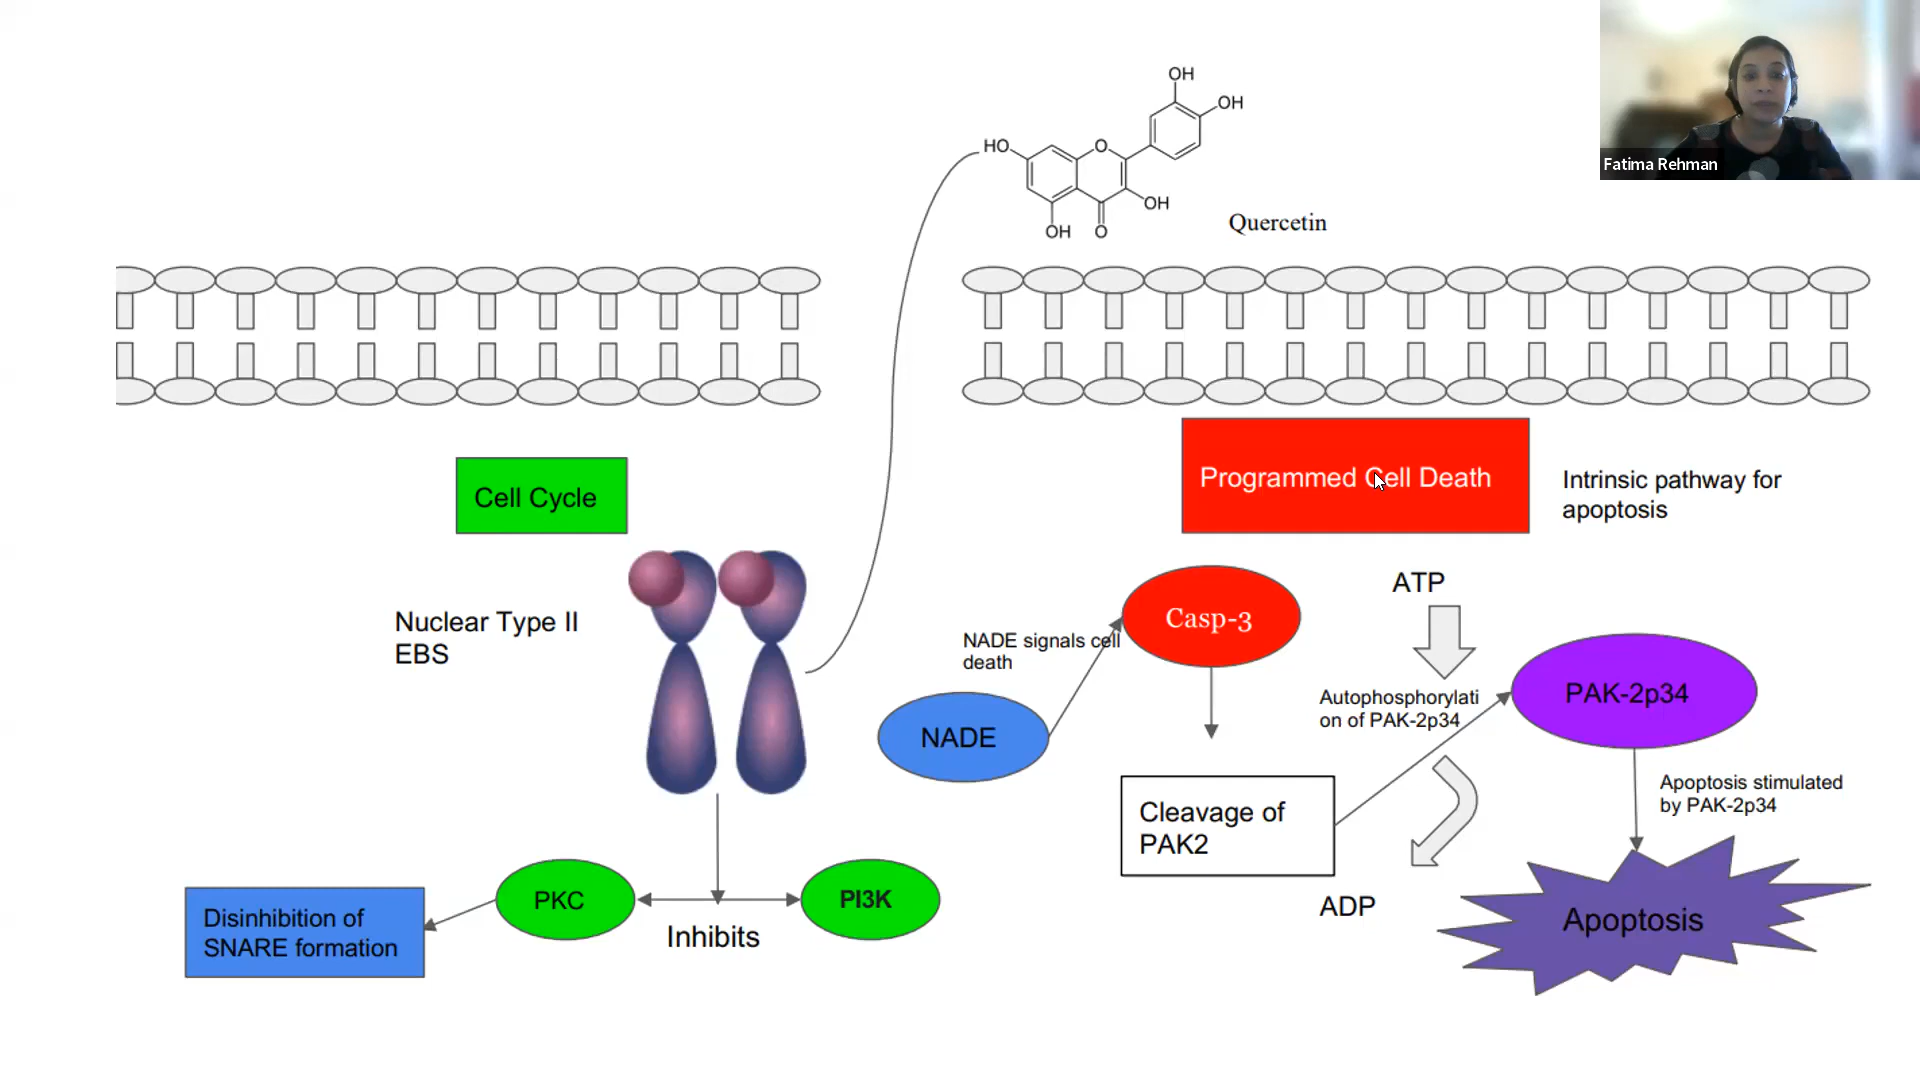 OH
OH
HO
O
OH
OH
O
Quercetin
Fatima Rehman
Cell Cycle
Programmed Cell Death
Intrinsic pathway for
apoptosis
Nuclear Type II
EBS
NADE signals cell
death
Casp-3
ATP
NADE
Autophosphorylati
on of PAK-2p34
PAK-2p34
Cleavage of
PAK2
Apoptosis stimulated
by PAK-2p34
ADP
Apoptosis
PKC
PI3K
Inhibits
Disinhibition of
SNARE formation